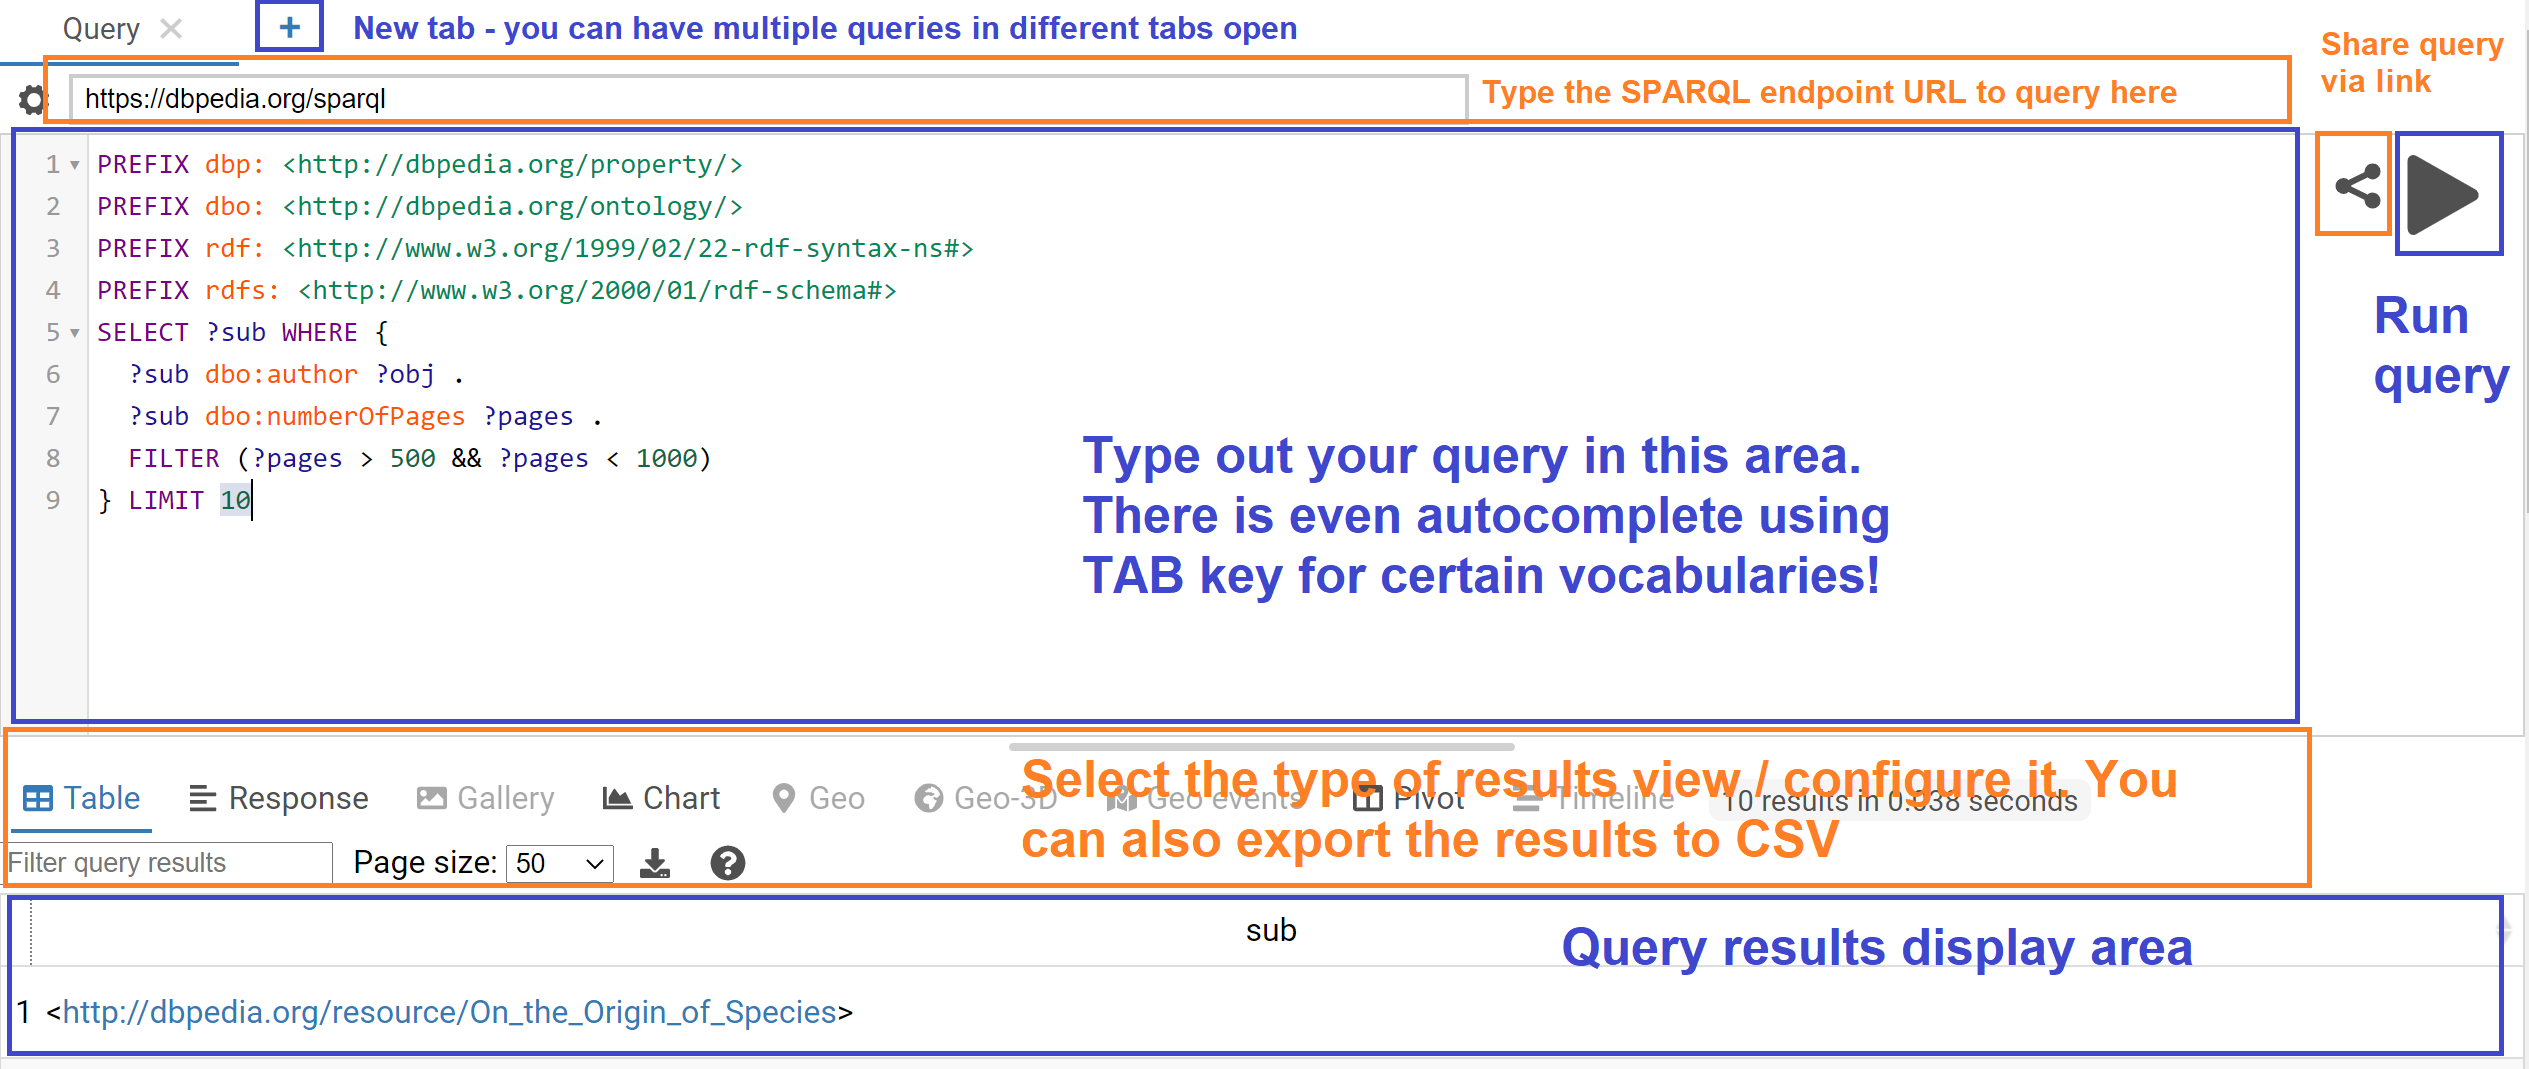 Query
New tab - you can have multiple queries in different tabs open
Share query
via link
https://dbpedia.org/sparql
Type the SPARQL endpoint URL to query here
1 PREFIX dbp: <http://dbpedia.org/property/>
2 PREFIX dbo: <http://dbpedia.org/ontology/>
3 PREFIX rdf: <http://www.w3.org/1999/02/22-rdf-syntax-ns#>
4 PREFIX rdfs: <http://www.w3.org/2000/01/rdf-schema#>
5 SELECT ?sub WHERE {
6 ?sub dbo:author ?obj .
7 ?sub dbo:numberOfPages ?pages .
8 FILTER (?pages > 500 && ?pages < 1000)
9 } LIMIT 10
Run
query
Type out your query in this area.
There is even autocomplete using
TAB key for certain vocabularies!
Select the type of results view / configure it. You
can also export the results to CSV
Table Response Gallery Chart Geo Geo-3D Geo events Pivot Timeline 10 results in 0.038 seconds
Filter query results Page size: 50
sub
Query results display area
1 <http://dbpedia.org/resource/On_the_Origin_of_Species>